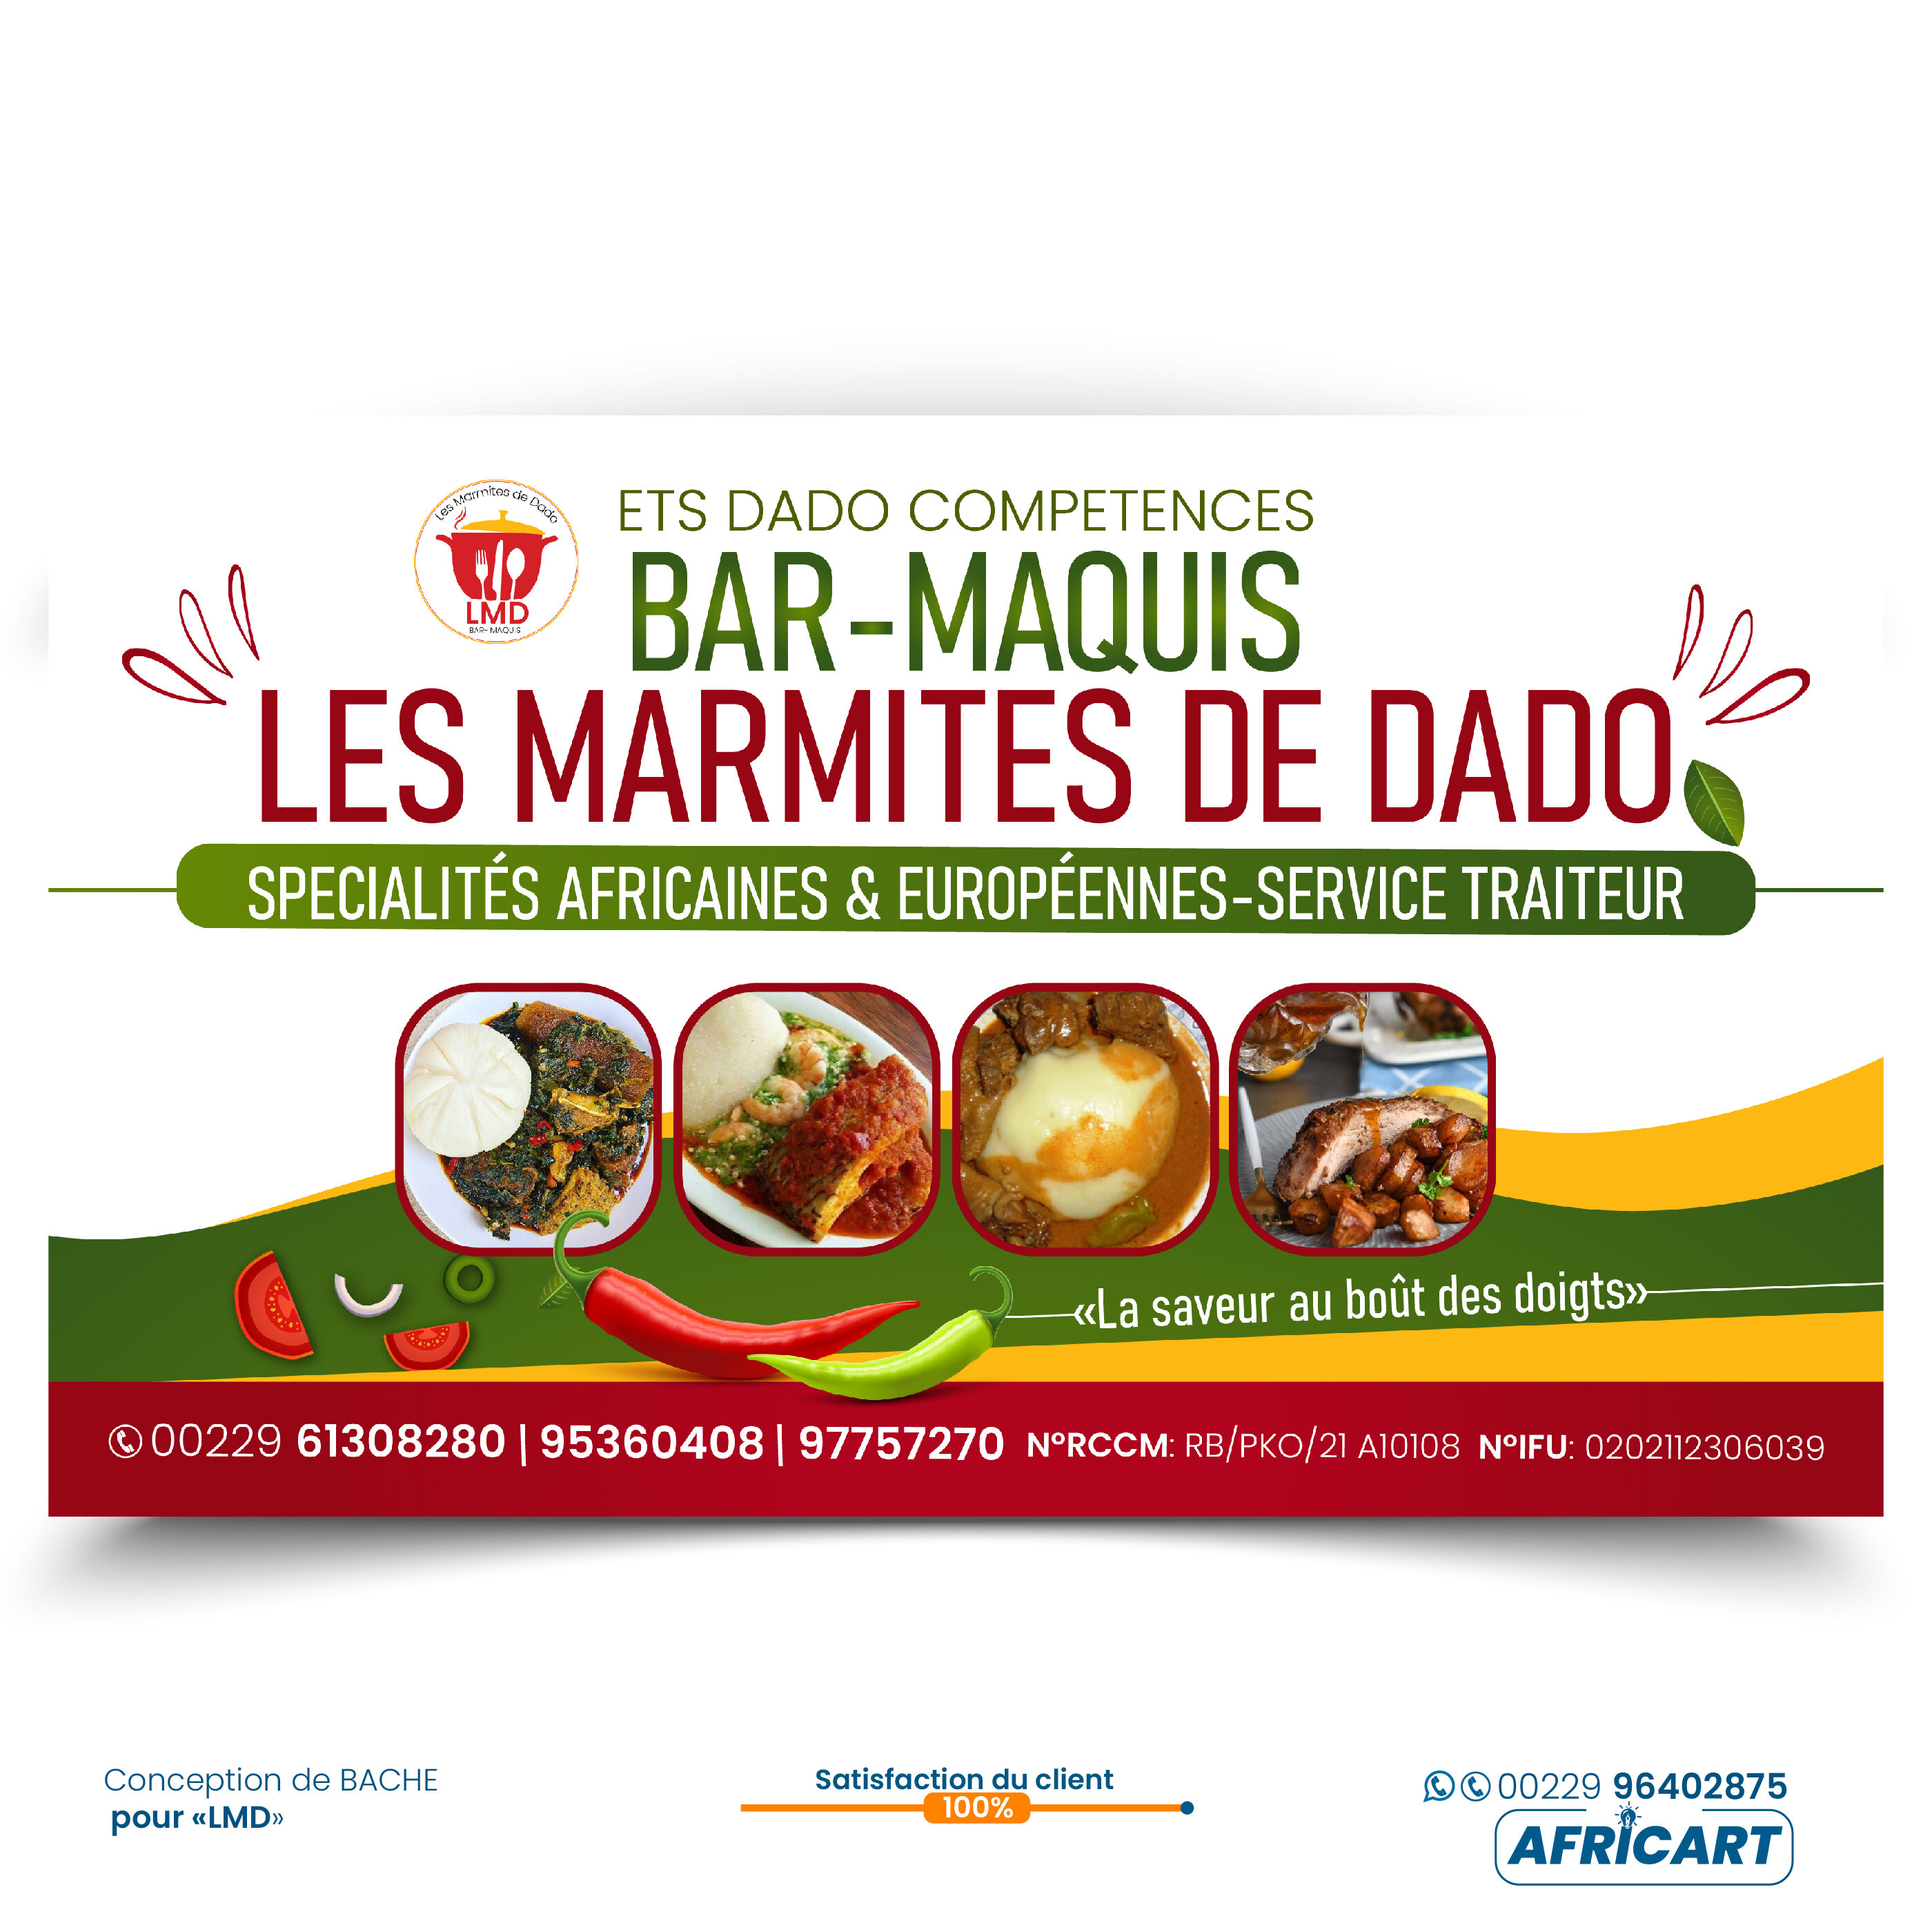 Les Marmites de Dado
LMD
BAR- MAQUIS
ETS DADO COMPETENCES
BAR-MAQUIS
LES MARMITES DE DADO
SPECIALITÉS AFRICAINES & EUROPÉENNES-SERVICE TRAITEUR
«La saveur au boût des doigts»
00229 61308280 | 95360408 | 97757270 N°RCCM: RB/PKO/21 A10108 N°IFU: 0202112306039
Conception de BACHE
pour «LMD»
Satisfaction du client
100%
00229 96402875
AFRICART